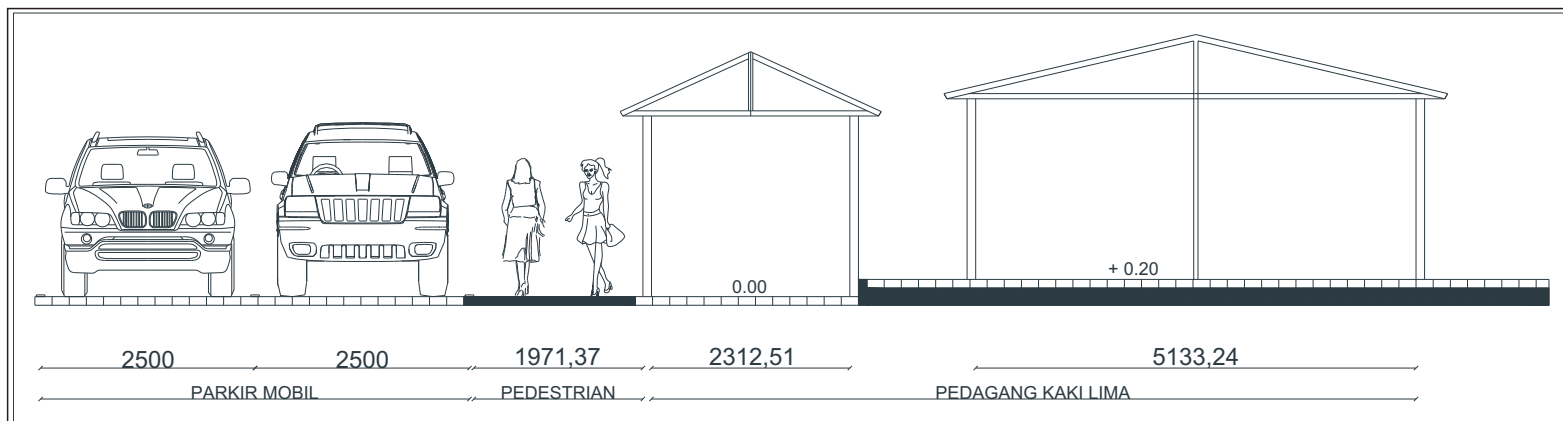 0.00
+ 0.20
2500 2500 1971,37 2312,51 5133,24
PARKIR MOBIL PEDESTRIAN PEDAGANG KAKI LIMA